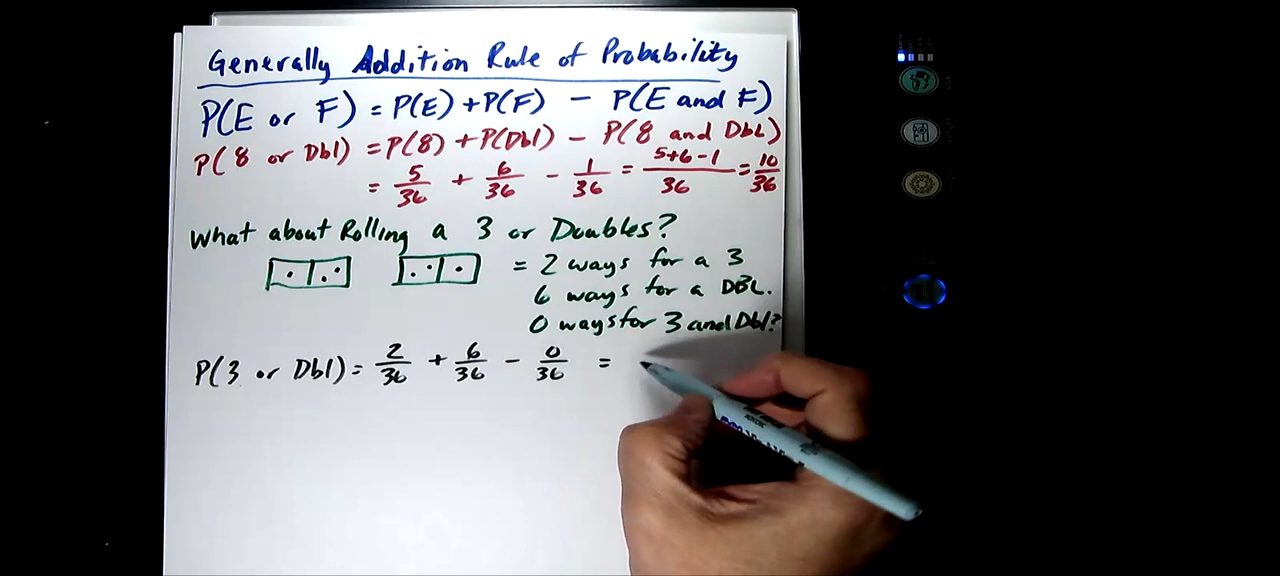 Generally Addition Rule of Probability
P(E or F) = P(E) + P(F) - P(E and F)
P(8 or Dbl) = P(8) + P(Dbl) - P(8 and Dbl)
= 5/36 + 6/36 - 1/36 = 5+6-1/36 = 10/36
What about Rolling a 3 or Doubles?
= 2 ways for a 3
6 ways for a DBL.
0 ways for 3 and Dbl?
P(3 or Dbl) = 2/36 + 6/36 - 0/36 =